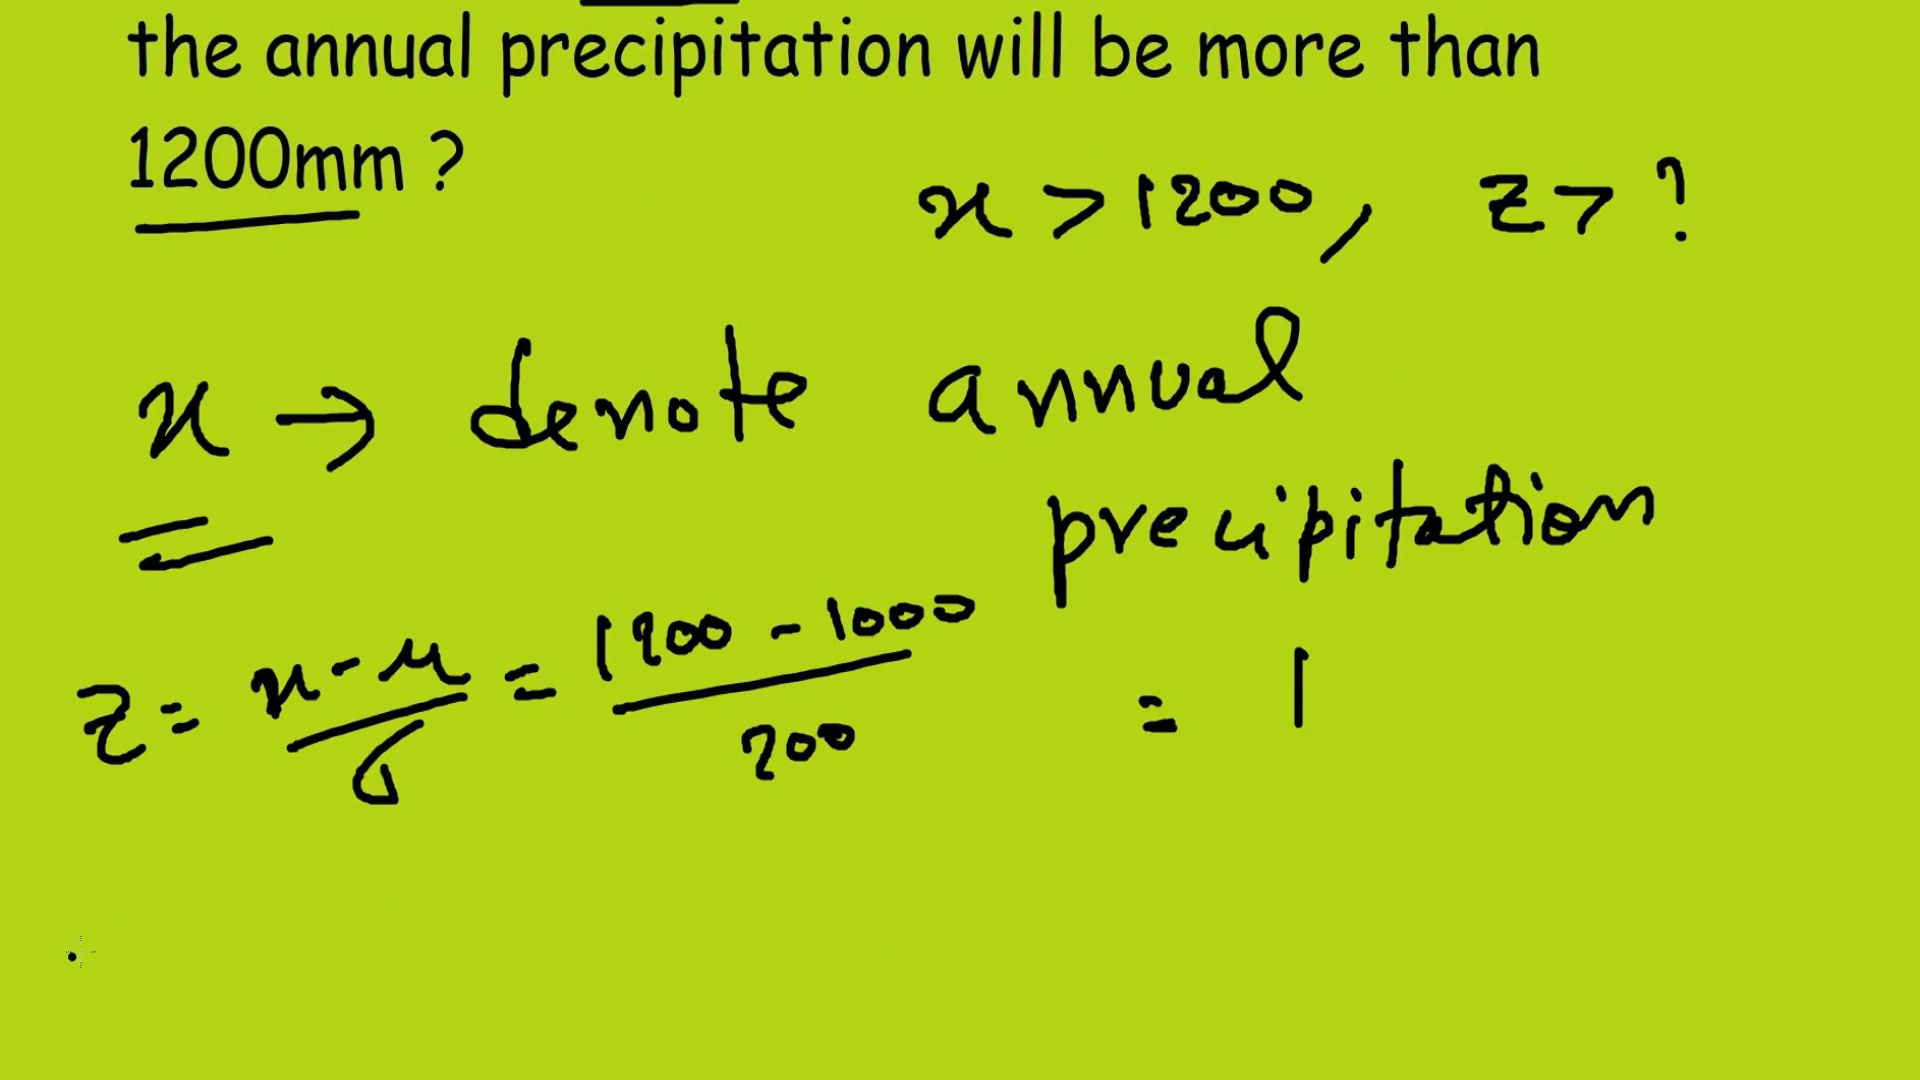 the annual precipitation will be more than
1200mm ?
x > 1200, z > ?
x → denote annual
precipitation
z = x - μ / σ = 1200 - 1000 / 200 = 1